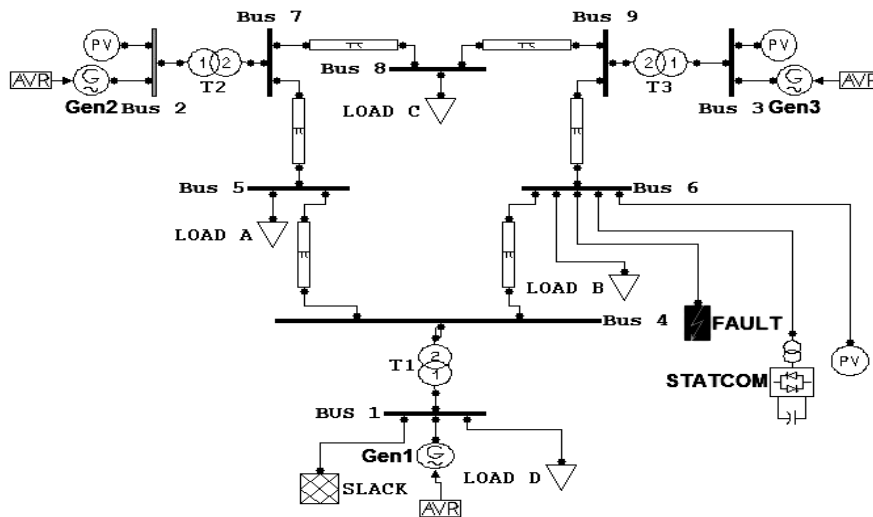 Bus 7
Bus 9
PV
1 2
T2
Bus 8
2 1
T3
PV
AVR
G
Gen2
Bus 2
LOAD C
Bus 3
G
Gen3
AVR
Bus 5
Bus 6
LOAD A
LOAD B
Bus 4
FAULT
PV
T1
2
1
STATCOM
BUS 1
Gen1
G
LOAD D
SLACK
AVR